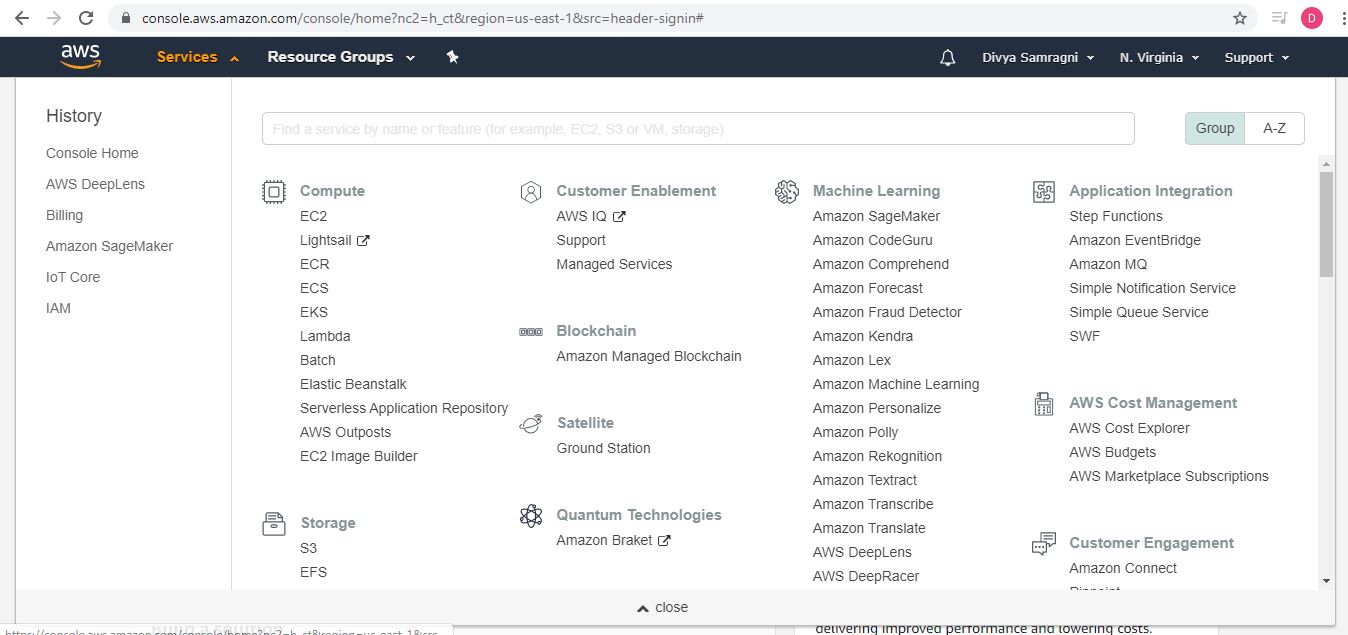 console.aws.amazon.com/console/home?nc2=h_ct&region=us-east-1&src=header-signin#
D
aws
Services
Resource Groups
Divya Samragni
N. Virginia
Support
History
Console Home
AWS DeepLens
Billing
Amazon SageMaker
IoT Core
IAM
Find a service by name or feature (for example, EC2, S3 or VM, storage).
Group
A-Z
Compute
EC2
Lightsail
ECR
ECS
EKS
Lambda
Batch
Elastic Beanstalk
Serverless Application Repository
AWS Outposts
EC2 Image Builder
Storage
S3
EFS
Customer Enablement
AWS IQ
Support
Managed Services
Blockchain
Amazon Managed Blockchain
Satellite
Ground Station
Quantum Technologies
Amazon Braket
Machine Learning
Amazon SageMaker
Amazon CodeGuru
Amazon Comprehend
Amazon Forecast
Amazon Fraud Detector
Amazon Kendra
Amazon Lex
Amazon Machine Learning
Amazon Personalize
Amazon Polly
Amazon Rekognition
Amazon Textract
Amazon Transcribe
Amazon Translate
AWS DeepLens
AWS DeepRacer
Application Integration
Step Functions
Amazon EventBridge
Amazon MQ
Simple Notification Service
Simple Queue Service
SWF
AWS Cost Management
AWS Cost Explorer
AWS Budgets
AWS Marketplace Subscriptions
Customer Engagement
Amazon Connect
Pinpoint
close
Build a solution
https://console.aws.amazon.com/console/home?nc2=h_ct&region=us-east-1&src...
delivering improved performance and lowering costs.